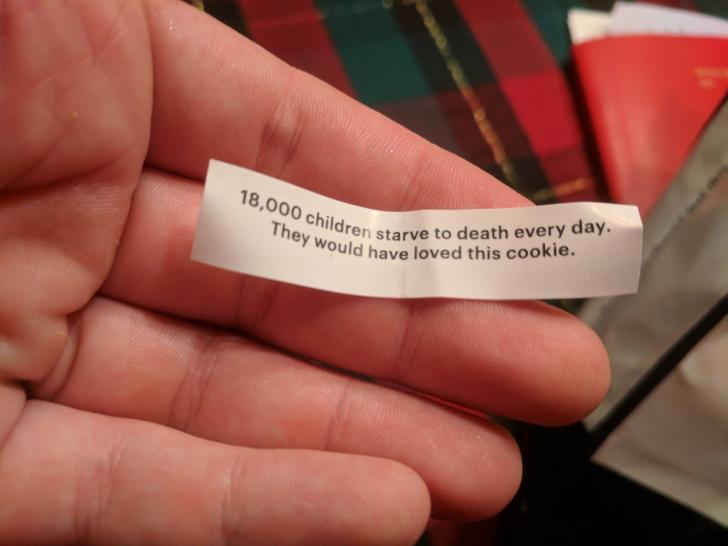 18,000 children starve to death every day.
They would have loved this cookie.